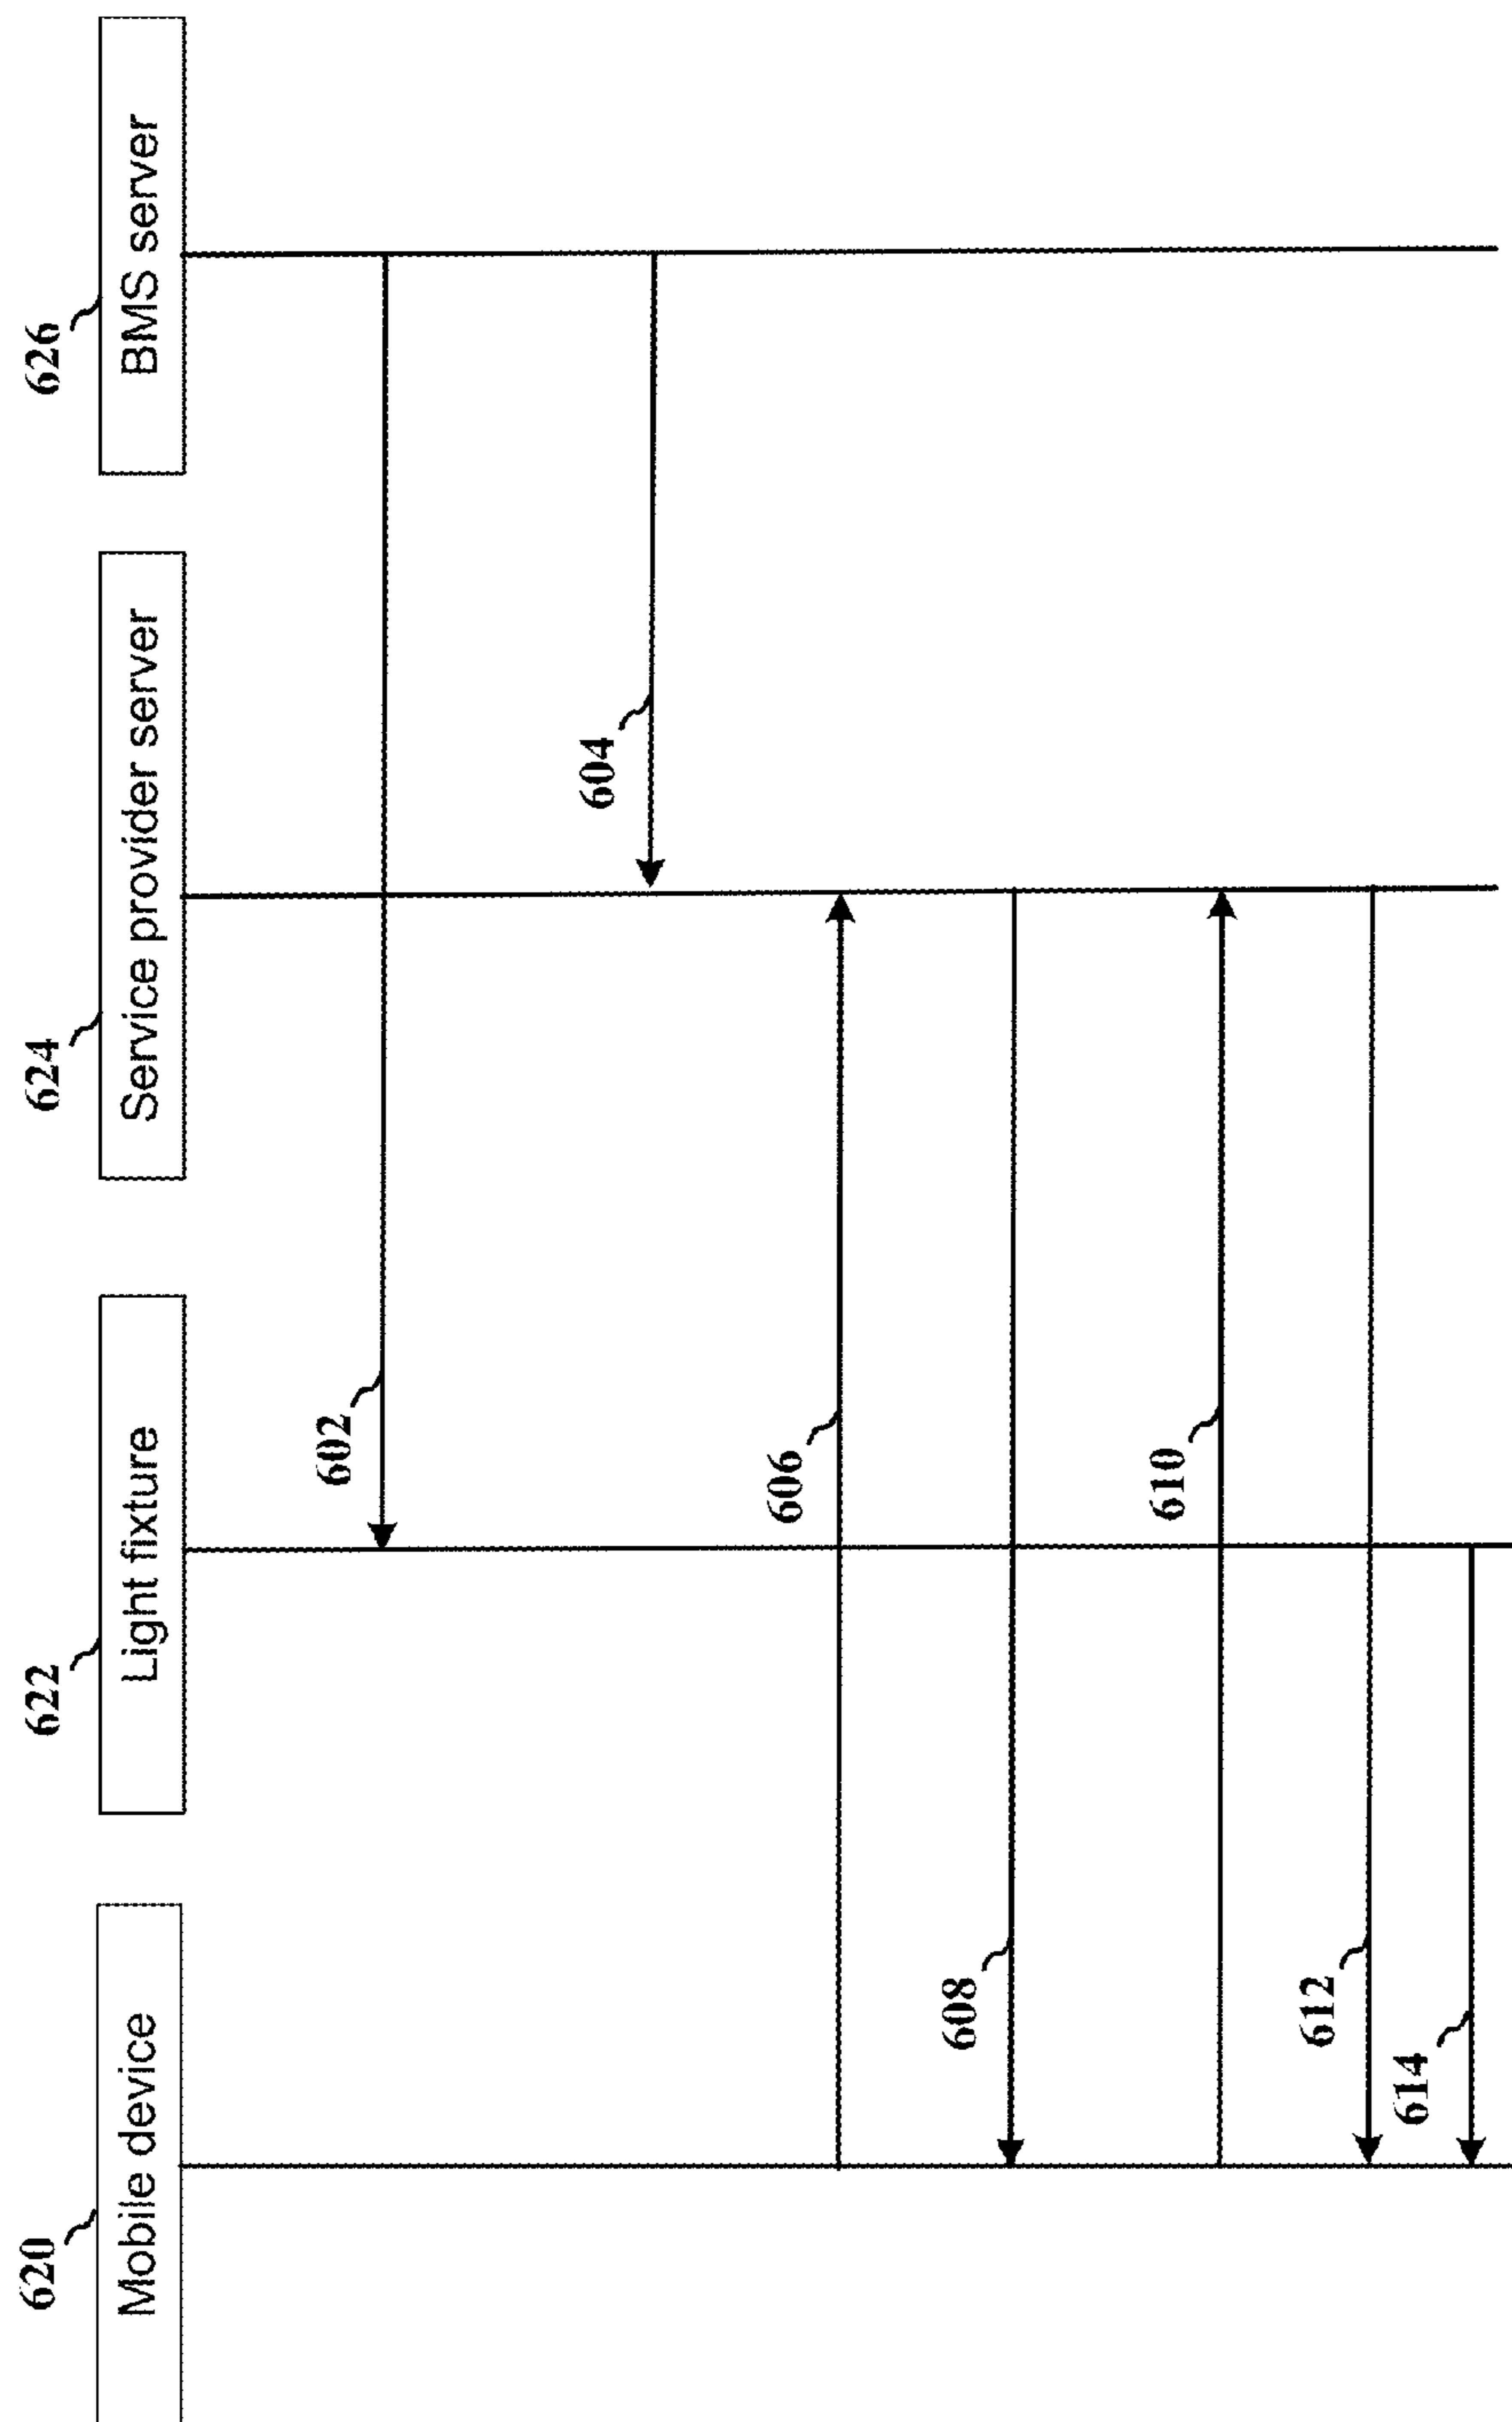 620
622
624
626
Mobile device
Light fixture
Service provider server
BMS server
602
604
606
608
610
612
614